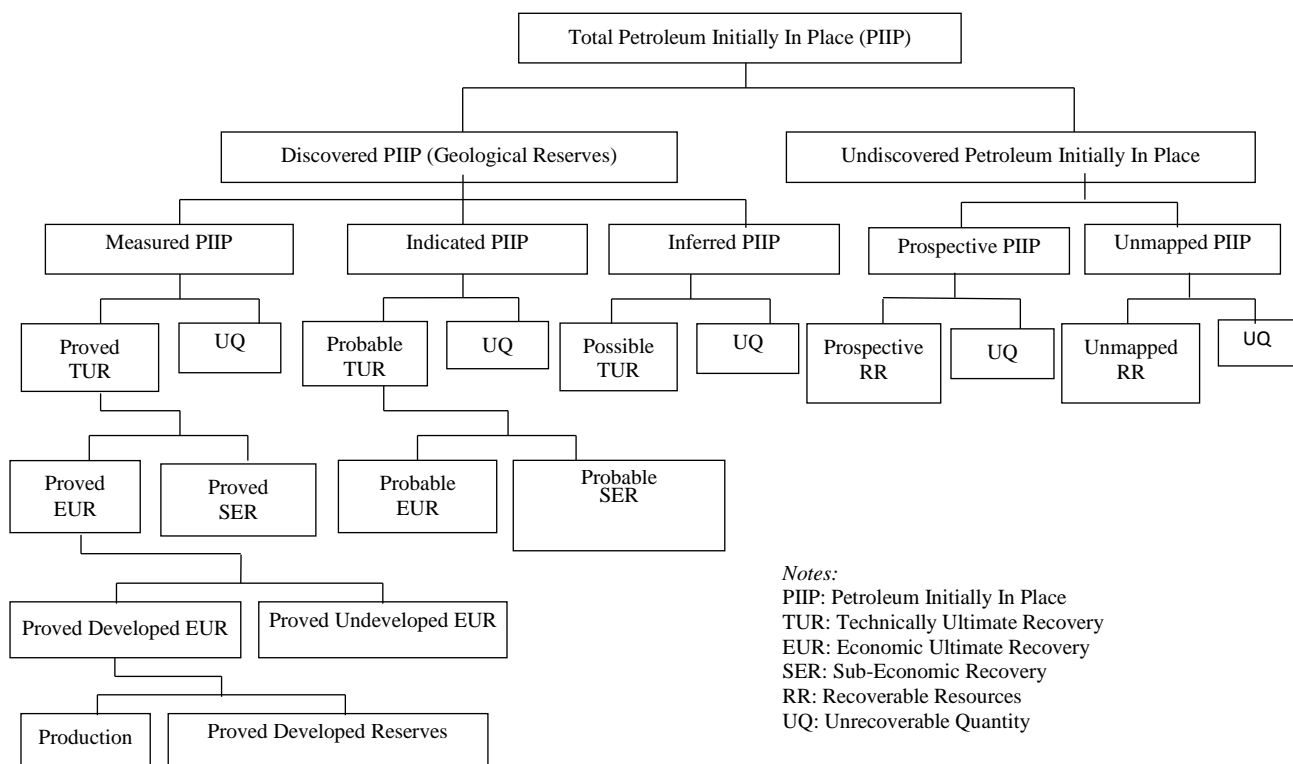 Total Petroleum Initially In Place (PIIP)
Discovered PIIP (Geological Reserves)
Undiscovered Petroleum Initially In Place
Measured PIIP
Indicated PIIP
Inferred PIIP
Prospective PIIP
Unmapped PIIP
Proved
TUR
UQ
Probable
TUR
UQ
Possible
TUR
UQ
Prospective
RR
UQ
Unmapped
RR
UQ
Proved
EUR
Proved
SER
Probable
EUR
Probable
SER
Proved Developed EUR
Proved Undeveloped EUR
Production
Proved Developed Reserves
Notes:
PIIP: Petroleum Initially In Place
TUR: Technically Ultimate Recovery
EUR: Economic Ultimate Recovery
SER: Sub-Economic Recovery
RR: Recoverable Resources
UQ: Unrecoverable Quantity